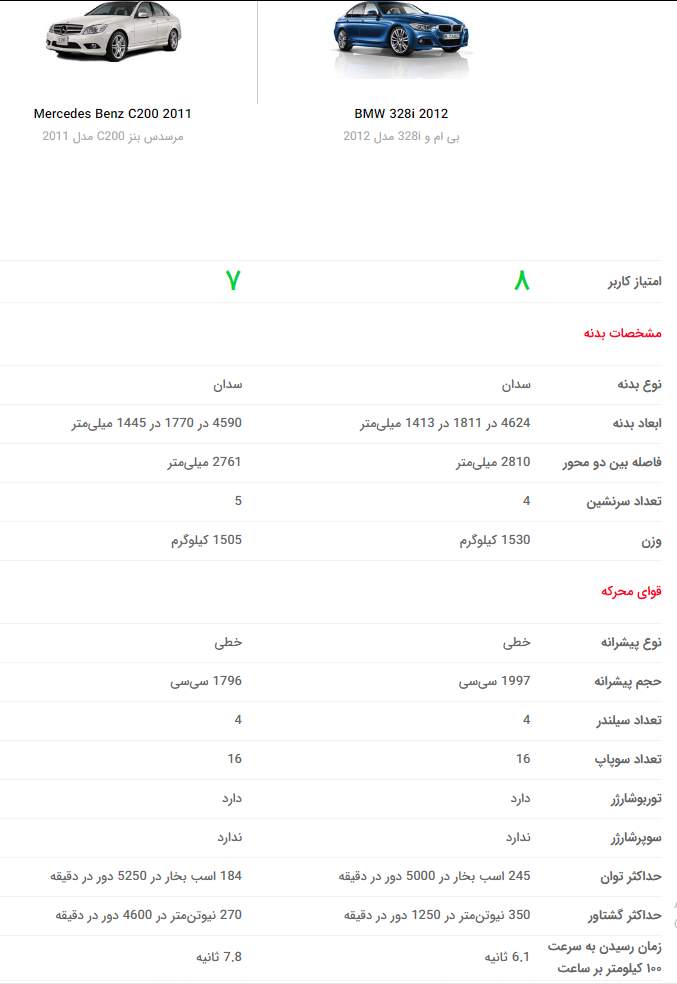 Mercedes Benz C200 2011
BMW 328i 2012
مرسدس بنز C200 مدل 2011
بی ام و 328i مدل 2012
امتیاز کاربر ۸ ۷
مشخصات بدنه
نوع بدنه سدان سدان
ابعاد بدنه 4624 در 1811 در 1413 میلی‌متر 4590 در 1770 در 1445 میلی‌متر
فاصله بین دو محور 2810 میلی‌متر 2761 میلی‌متر
تعداد سرنشین 4 5
وزن 1530 کیلوگرم 1505 کیلوگرم
قوای محرکه
نوع پیشرانه خطی خطی
حجم پیشرانه 1997 سی‌سی 1796 سی‌سی
تعداد سیلندر 4 4
تعداد سوپاپ 16 16
توربوشارژر دارد دارد
سوپرشارژر ندارد ندارد
حداکثر توان 245 اسب بخار در 5000 دور در دقیقه 184 اسب بخار در 5250 دور در دقیقه
حداکثر گشتاور 350 نیوتن‌متر در 1250 دور در دقیقه 270 نیوتن‌متر در 4600 دور در دقیقه
زمان رسیدن به سرعت
۱۰۰ کیلومتر بر ساعت 6.1 ثانیه 7.8 ثانیه